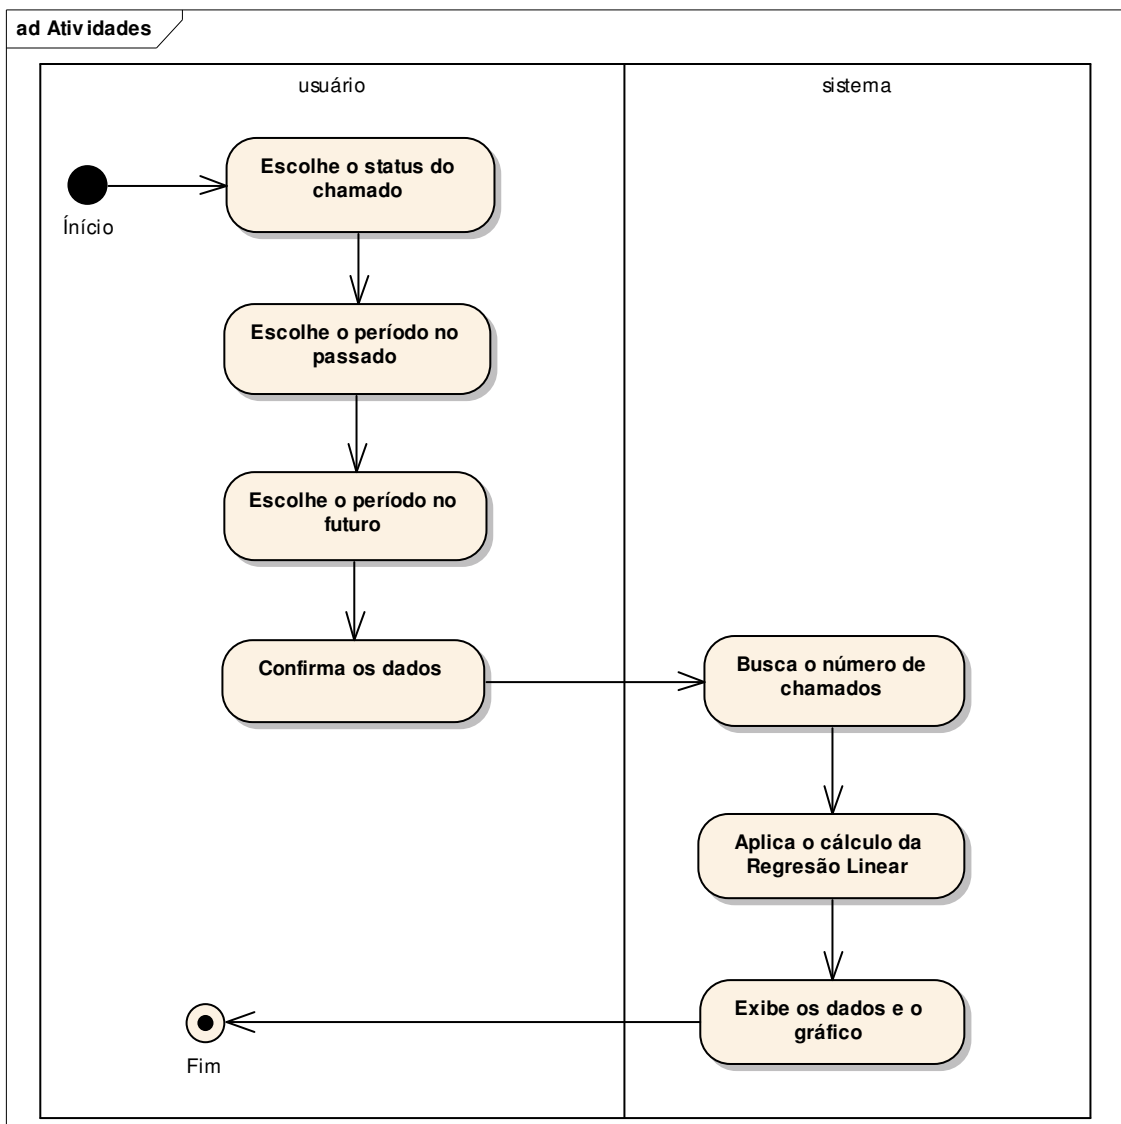 ad Atividades
usuário
sistema
Escolhe o status do
chamado
Ínício
Escolhe o período no
passado
Escolhe o período no
futuro
Confirma os dados
Busca o número de
chamados
Aplica o cálculo da
Regresão Linear
Exibe os dados e o
gráfico
Fim